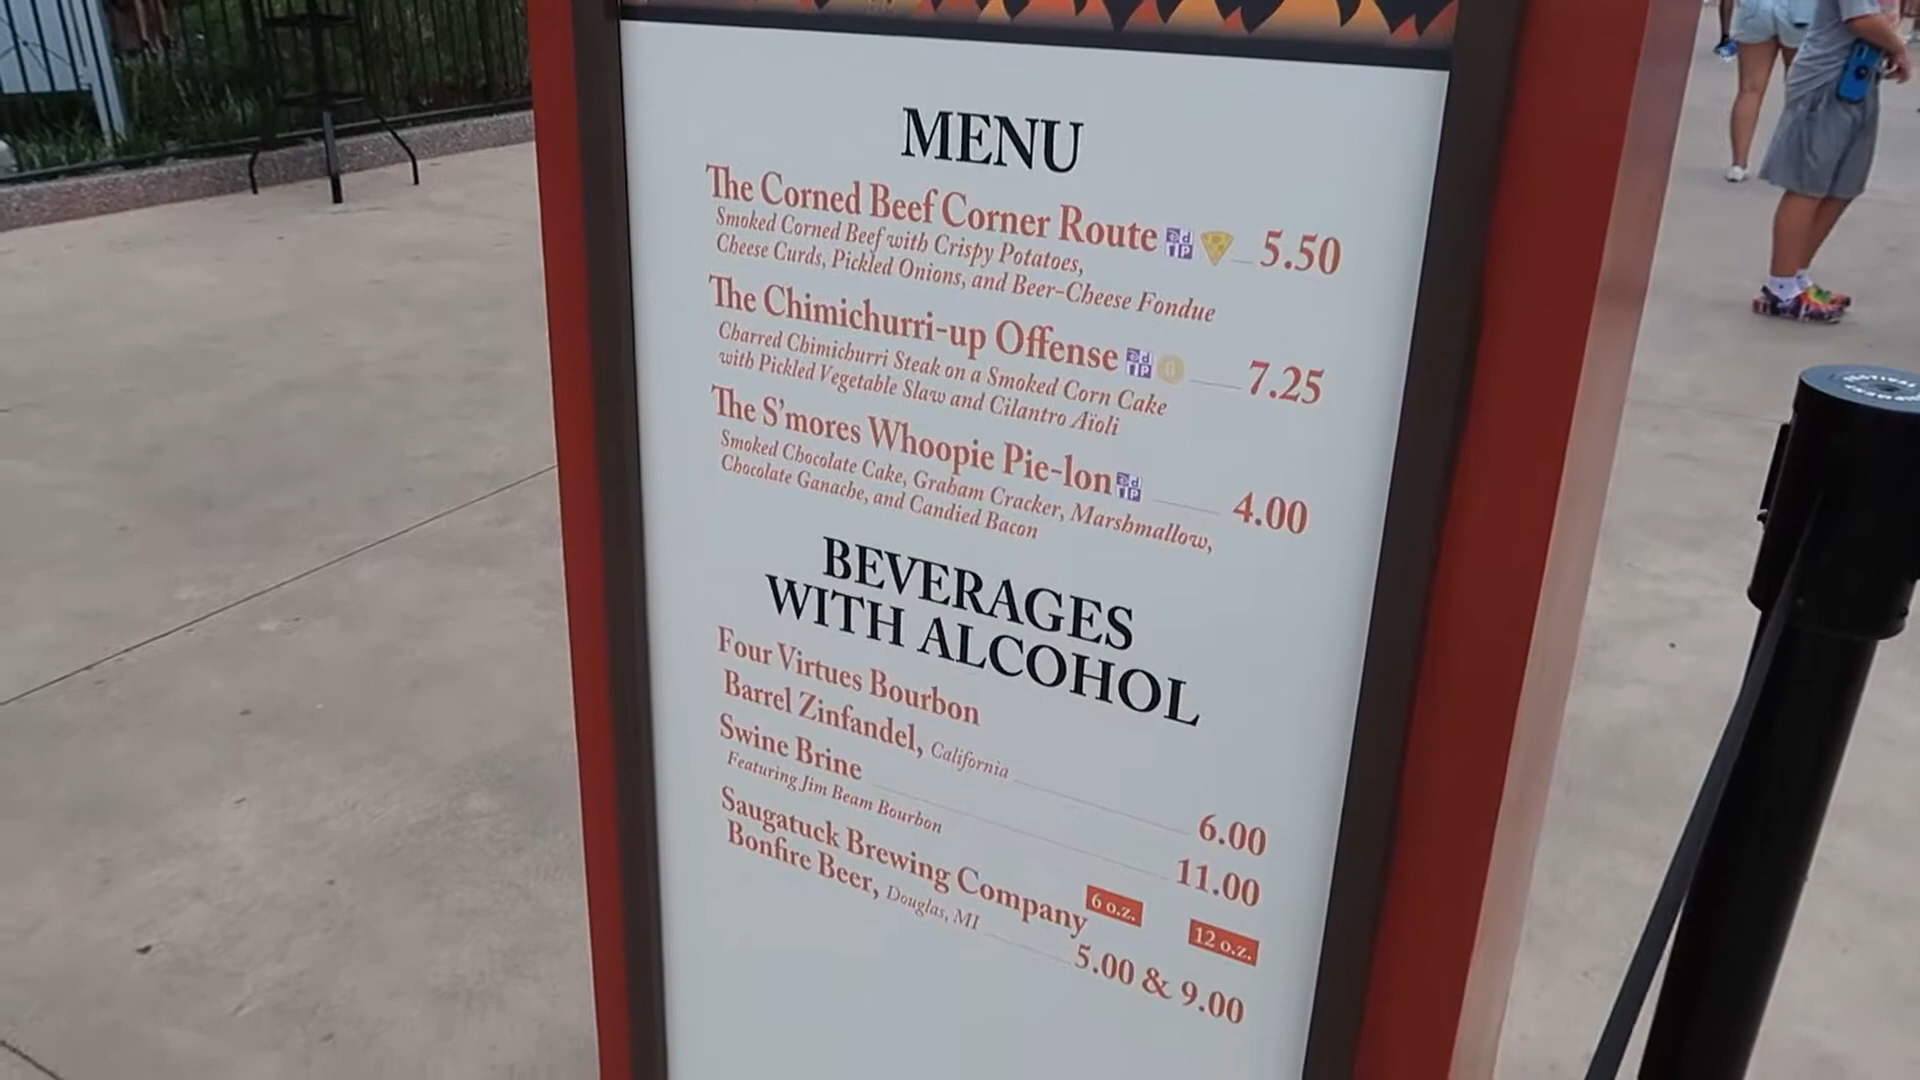 MENU
The Corned Beef Corner Route 5.50
Smoked Corned Beef with Crispy Potatoes,
Cheese Curds, Pickled Onions, and Beer-Cheese Fondue
The Chimichurri-up Offense 7.25
Charred Chimichurri Steak on a Smoked Corn Cake
with Pickled Vegetable Slaw and Cilantro Aïoli
The S'mores Whoopie Pie-lon 4.00
Smoked Chocolate Cake, Graham Cracker, Marshmallow,
Chocolate Ganache, and Candied Bacon
BEVERAGES
WITH ALCOHOL
Four Virtues Bourbon
Barrel Zinfandel, California 6.00
Swine Brine 11.00
Featuring Jim Beam Bourbon
Saugatuck Brewing Company 6 o.z. 12 o.z.
Bonfire Beer, Douglas, MI 5.00 & 9.00